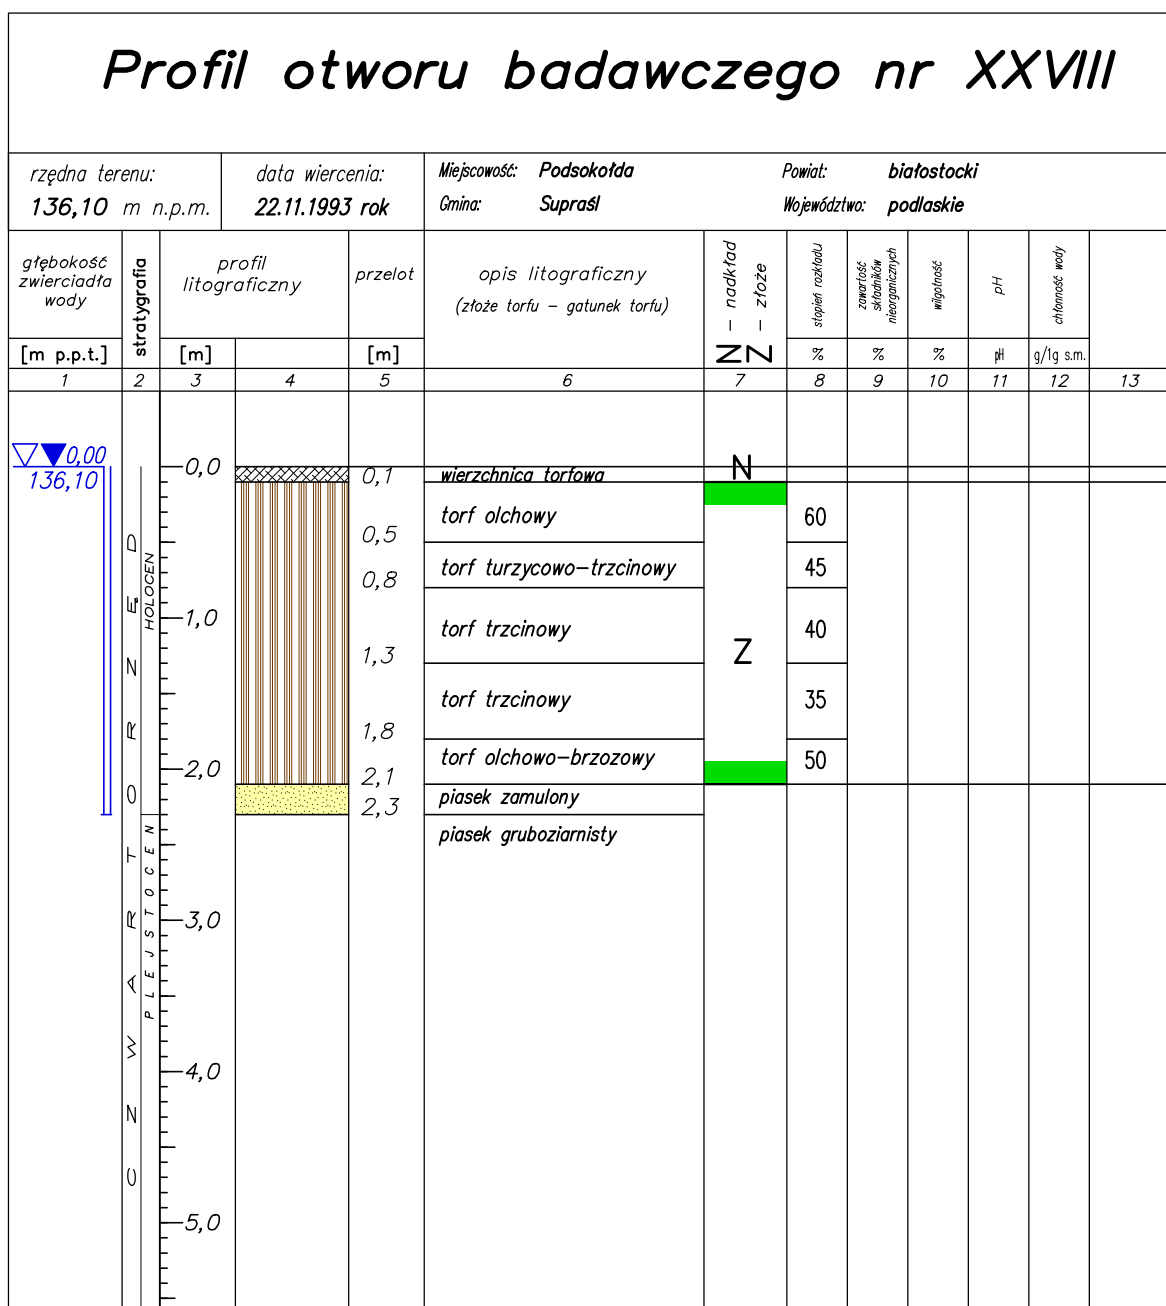 Profil otworu badawczego nr XXVIII
rzędna terenu:
136,10 m n.p.m.
data wiercenia:
22.11.1993 rok
Miejscowość: Podsokołda
Gmina: Supraśl
Powiat: białostocki
Województwo: podlaskie
głębokość
zwierciadła
wody
[m p.p.t.]
stratygrafia
profil
litograficzny
[m]
przelot
[m]
opis litograficzny
(złoże torfu – gatunek torfu)
N – nadkład
Z – złoże
stopień rozkładu
%
zawartość
składników
nieorganicznych
%
wilgotność
%
pH
pH
chłonność wody
g/1g s.m.
1 2 3 4 5 6 7 8 9 10 11 12 13
0,00
136,10
CZWARTORZĘD
HOLOCEN
PLEJSTOCEN
0,0
1,0
2,0
3,0
4,0
5,0
0,1 wierzchnica torfowa N
0,5 torf olchowy 60
0,8 torf turzycowo–trzcinowy 45
1,3 torf trzcinowy Z 40
1,8 torf trzcinowy 35
2,1 torf olchowo–brzozowy 50
2,3 piasek zamulony
piasek gruboziarnisty